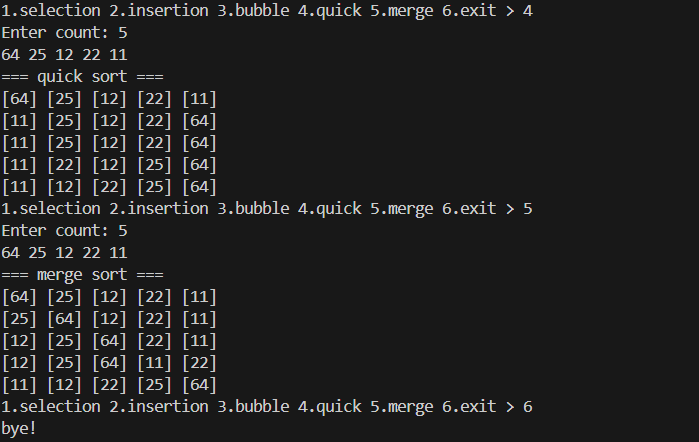 1.selection 2.insertion 3.bubble 4.quick 5.merge 6.exit > 4
Enter count: 5
64 25 12 22 11
=== quick sort ===
[64] [25] [12] [22] [11]
[11] [25] [12] [22] [64]
[11] [25] [12] [22] [64]
[11] [22] [12] [25] [64]
[11] [12] [22] [25] [64]
1.selection 2.insertion 3.bubble 4.quick 5.merge 6.exit > 5
Enter count: 5
64 25 12 22 11
=== merge sort ===
[64] [25] [12] [22] [11]
[25] [64] [12] [22] [11]
[12] [25] [64] [22] [11]
[12] [25] [64] [11] [22]
[11] [12] [22] [25] [64]
1.selection 2.insertion 3.bubble 4.quick 5.merge 6.exit > 6
bye!